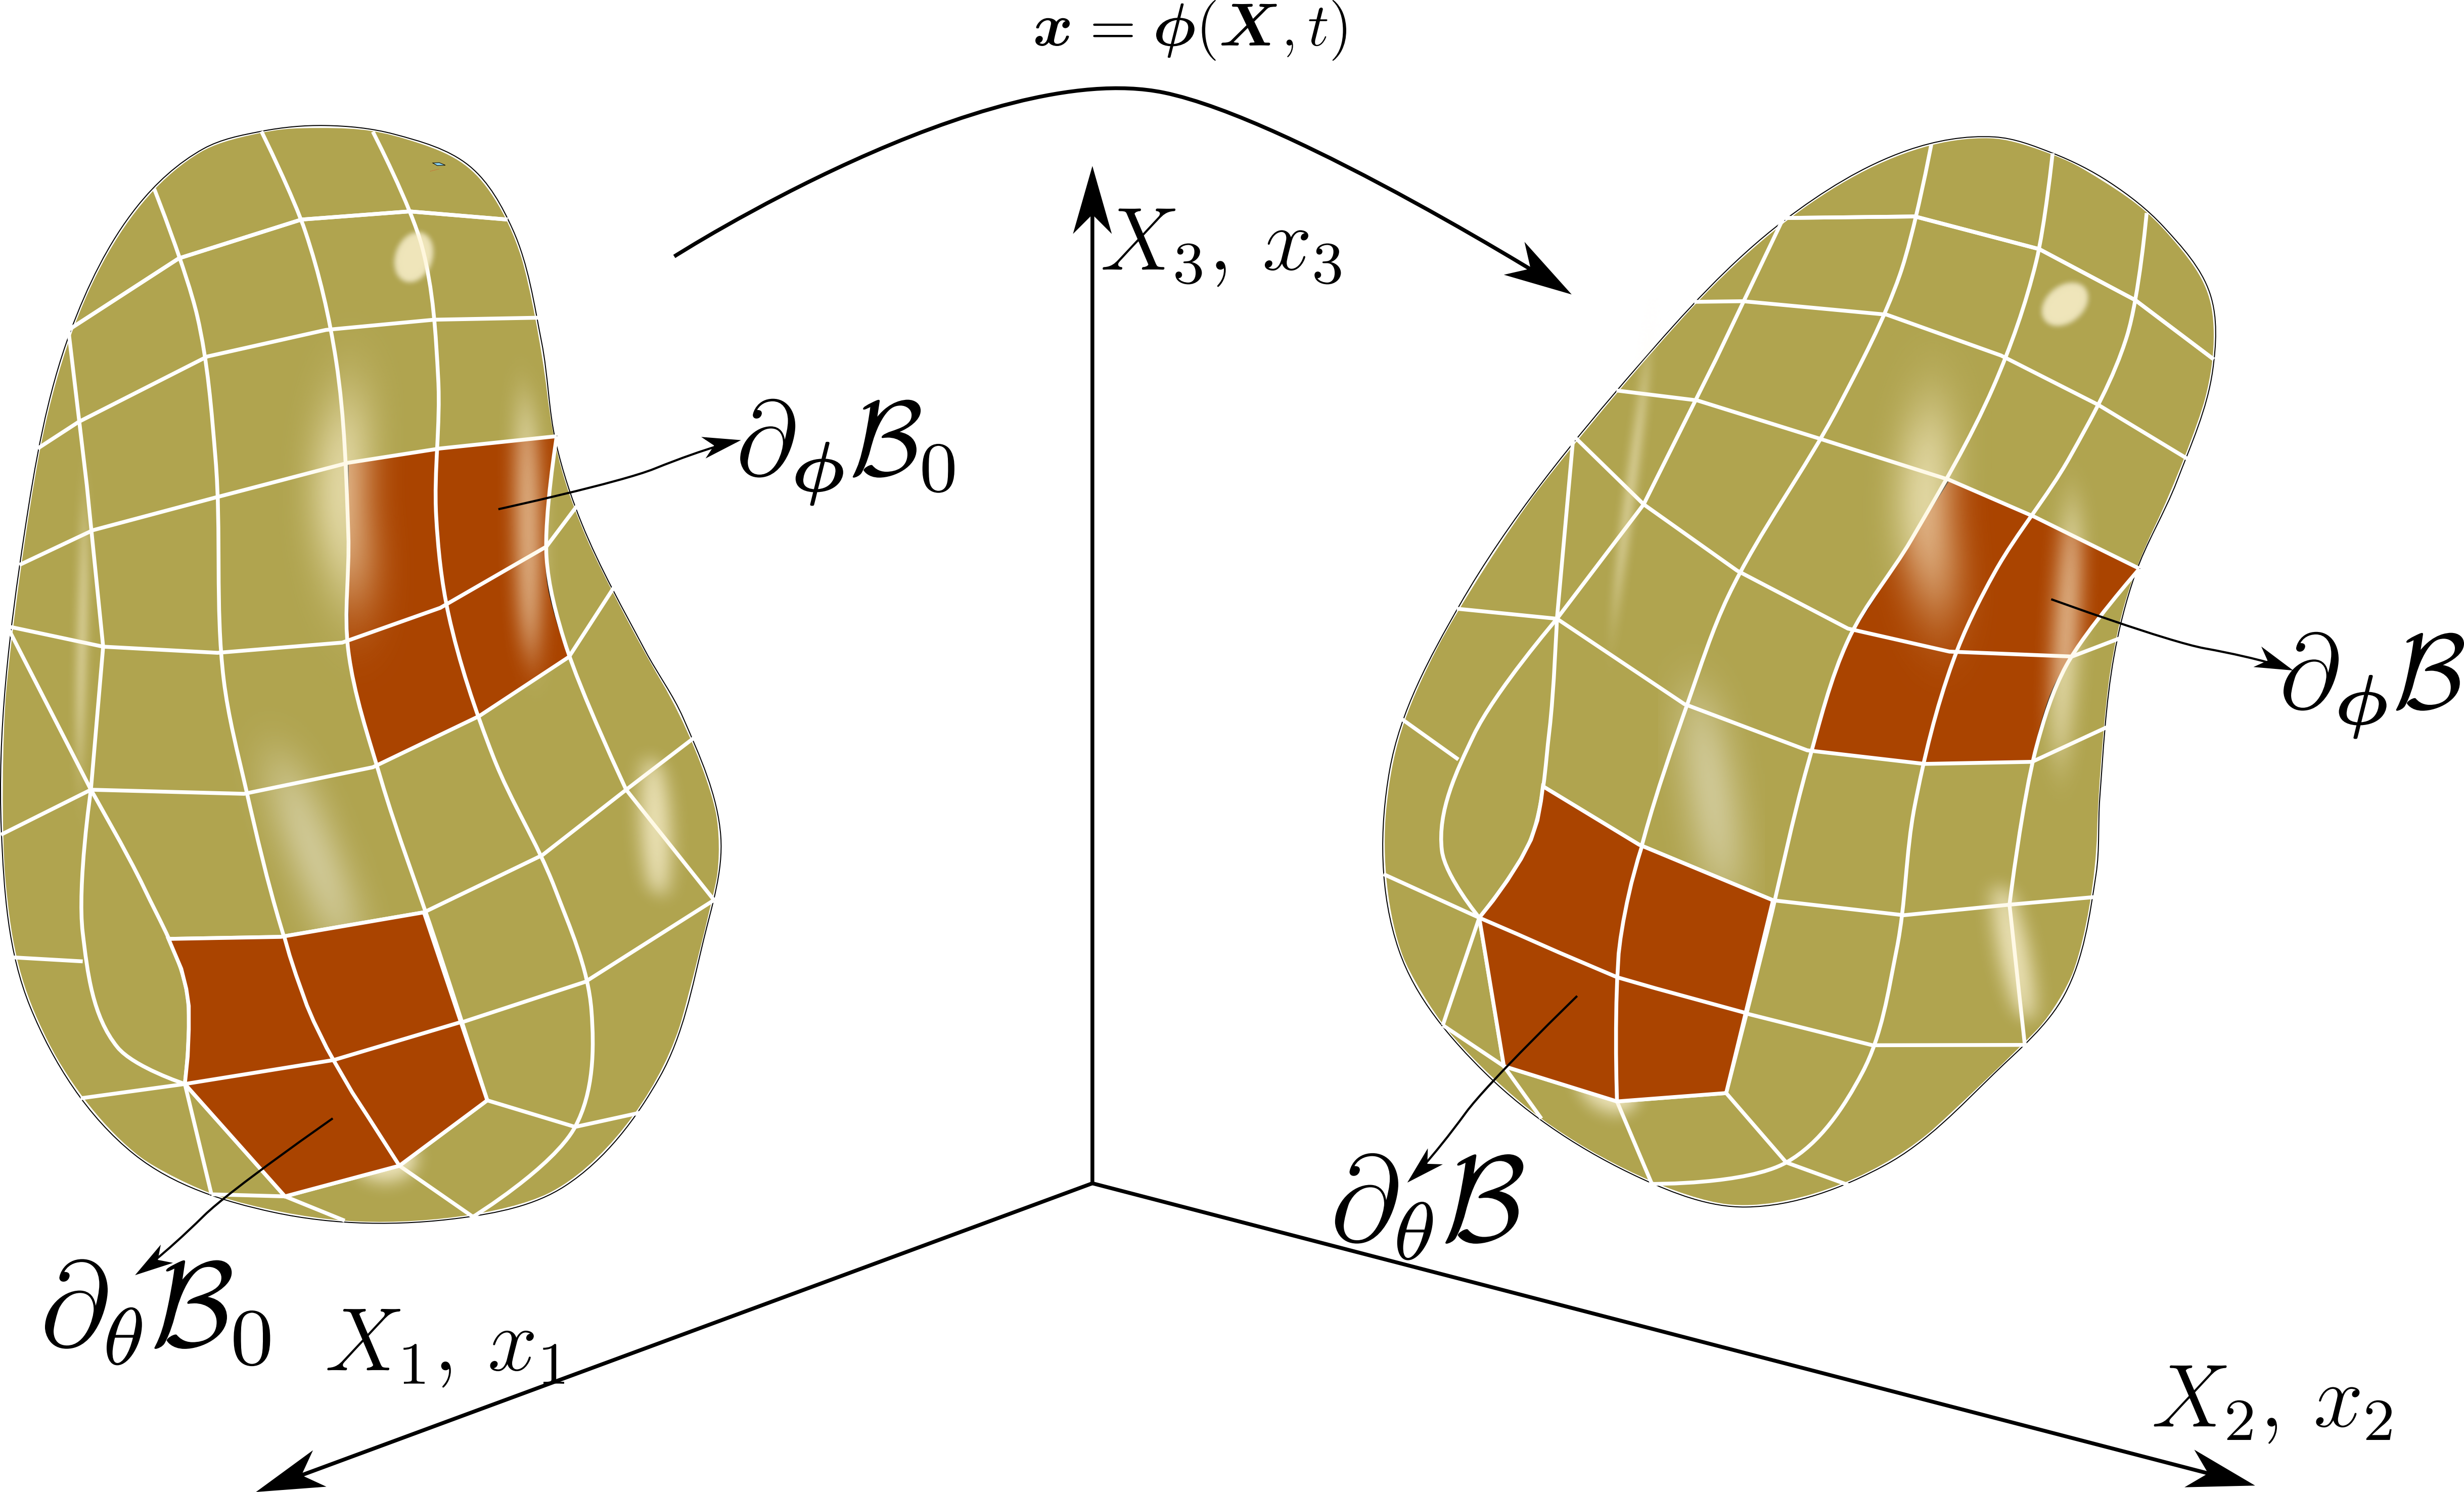 𝒙 = 𝝓(𝑿, t)
X₃, x₃
∂_ϕℬ₀
∂_ϕℬ
∂_θℬ
∂_θℬ₀
X₁, x₁
X₂, x₂